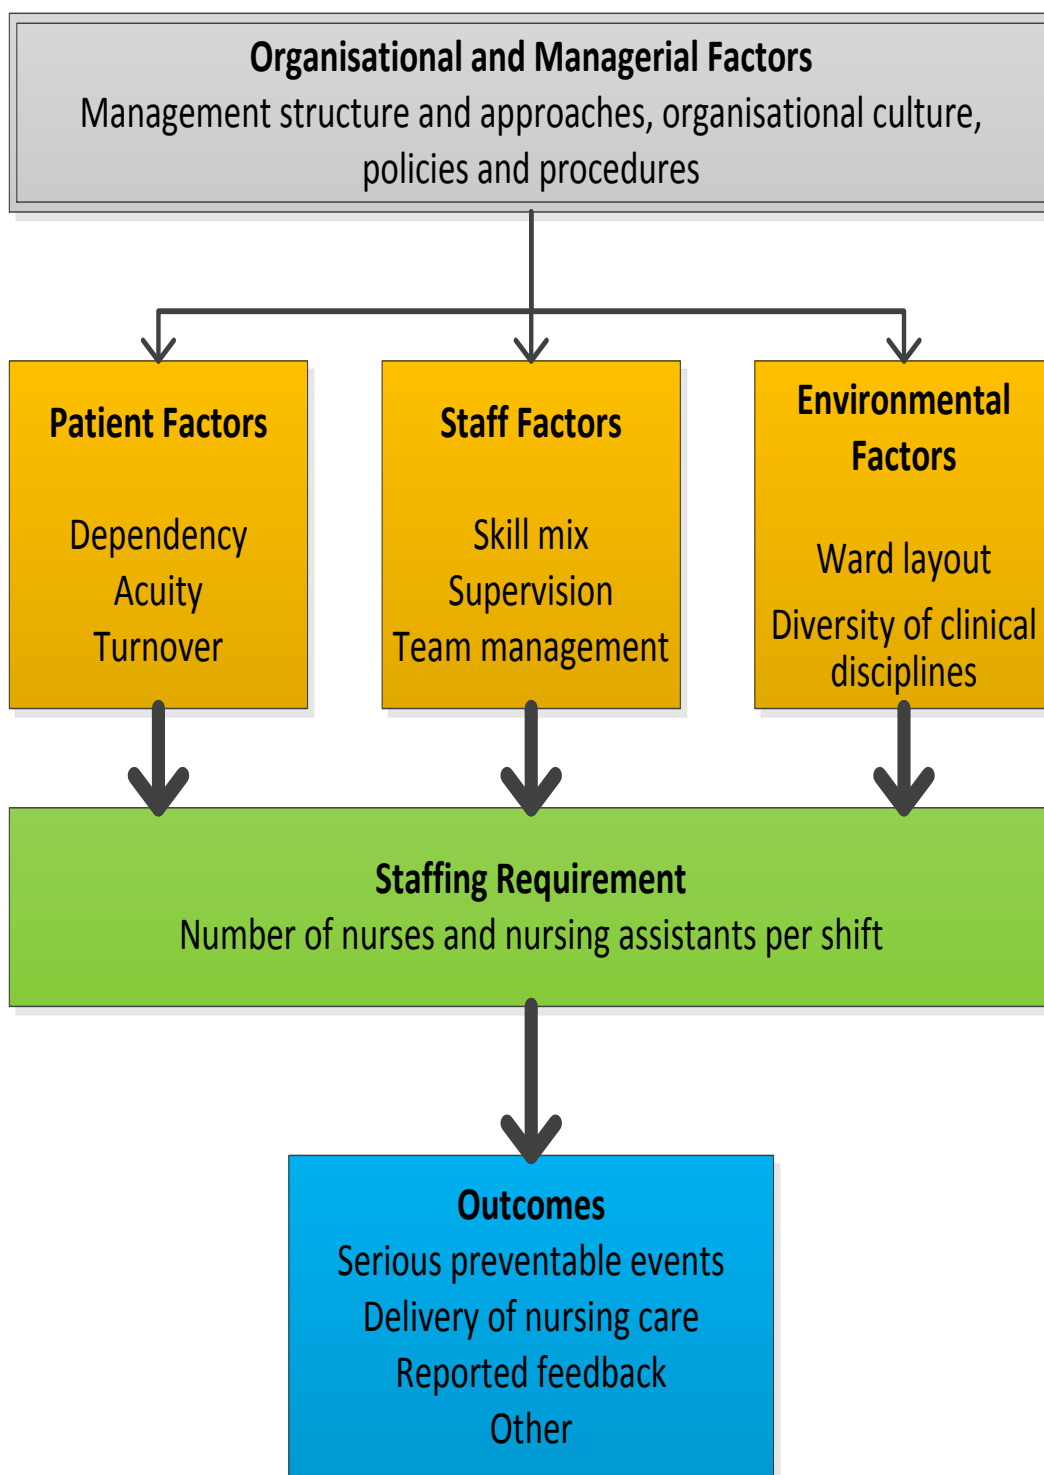 Organisational and Managerial Factors
Management structure and approaches, organisational culture,
policies and procedures
Patient Factors
Dependency
Acuity
Turnover
Staff Factors
Skill mix
Supervision
Team management
Environmental
Factors
Ward layout
Diversity of clinical
disciplines
Staffing Requirement
Number of nurses and nursing assistants per shift
Outcomes
Serious preventable events
Delivery of nursing care
Reported feedback
Other